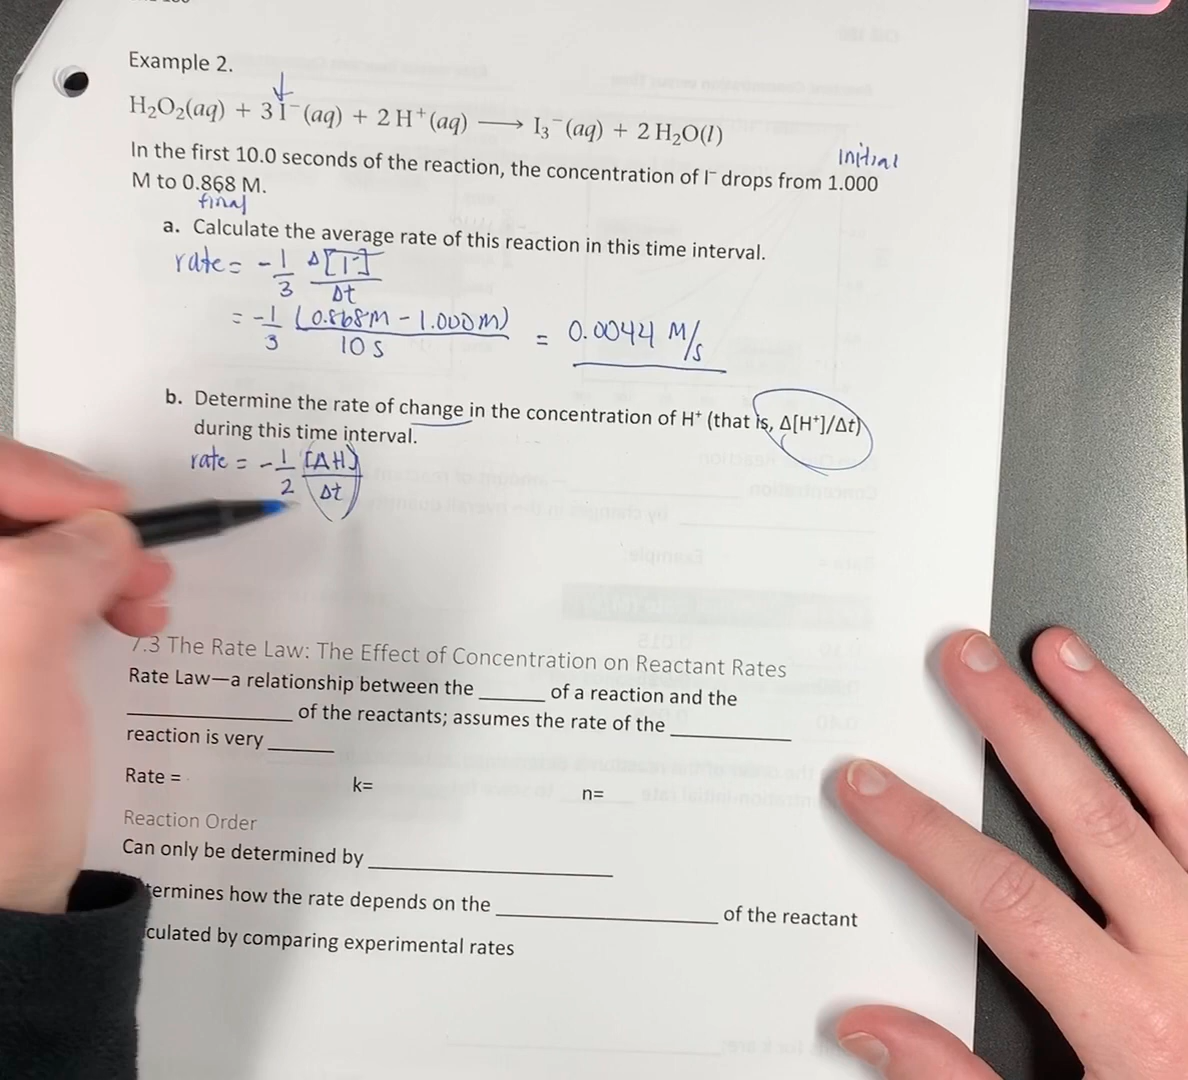 Example 2.
H₂O₂(aq) + 3 I⁻(aq) + 2 H⁺(aq) ⟶ I₃⁻(aq) + 2 H₂O(l)
initial
In the first 10.0 seconds of the reaction, the concentration of I⁻ drops from 1.000
M to 0.868 M.
final
a. Calculate the average rate of this reaction in this time interval.
rate = -1/3 Δ[I⁻]/Δt
= -1/3 (0.868M - 1.000M)/10 s = 0.0044 M/s
b. Determine the rate of change in the concentration of H⁺ (that is, Δ[H⁺]/Δt)
during this time interval.
rate = -1/2 [ΔH]/Δt
7.3 The Rate Law: The Effect of Concentration on Reactant Rates
Rate Law—a relationship between the ______ of a reaction and the
______________ of the reactants; assumes the rate of the __________
reaction is very ______
Rate = k= n=
Reaction Order
Can only be determined by ____________________
termines how the rate depends on the __________________ of the reactant
culated by comparing experimental rates